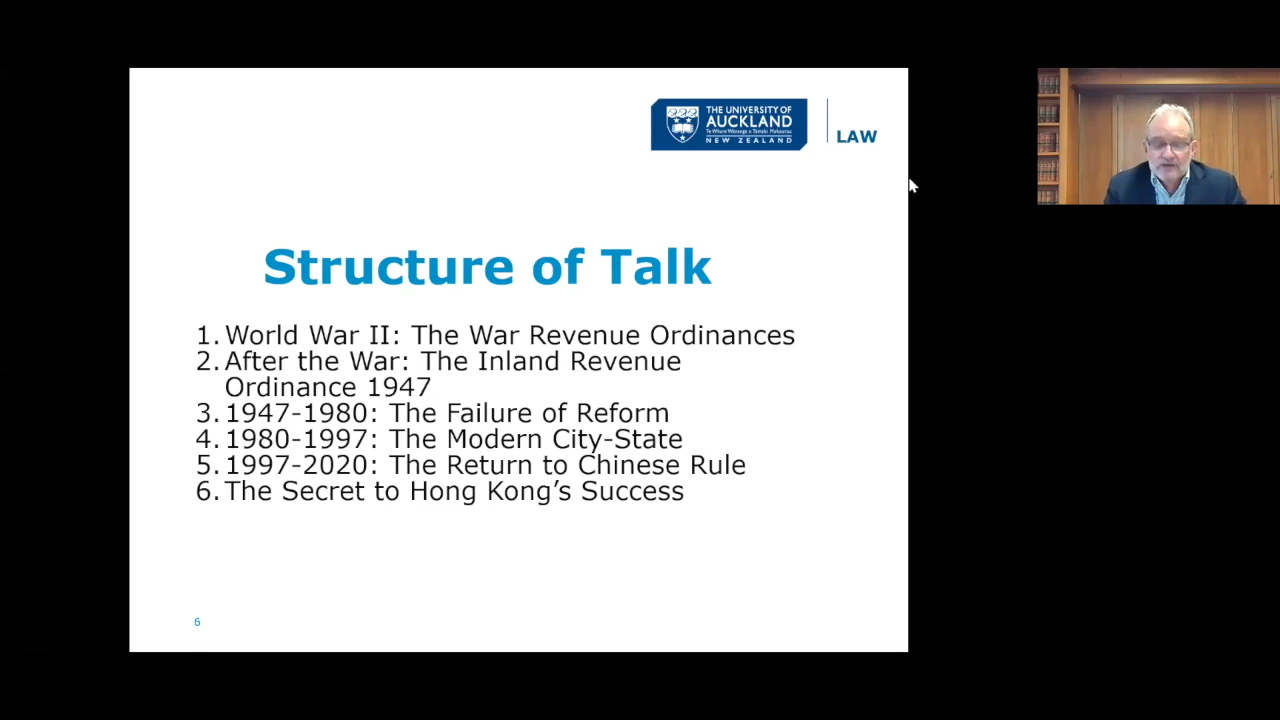 THE UNIVERSITY OF
AUCKLAND
Te Whare Wānanga o Tāmaki Makaurau
NEW ZEALAND
LAW
Structure of Talk
1. World War II: The War Revenue Ordinances
2. After the War: The Inland Revenue
Ordinance 1947
3. 1947-1980: The Failure of Reform
4. 1980-1997: The Modern City-State
5. 1997-2020: The Return to Chinese Rule
6. The Secret to Hong Kong’s Success
6